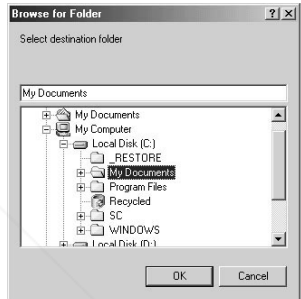 Browse for Folder
Select destination folder
My Documents
My Documents
My Computer
Local Disk (C:)
_RESTORE
My Documents
Program Files
Recycled
SC
WINDOWS
Local Disk (D:)
OK Cancel